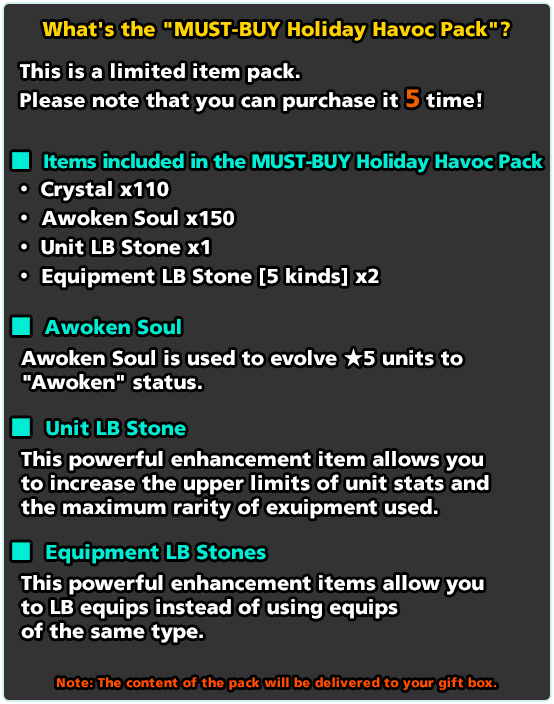 What's the "MUST-BUY Holiday Havoc Pack"?
This is a limited item pack.
Please note that you can purchase it 5 time!
■ Items included in the MUST-BUY Holiday Havoc Pack
• Crystal x110
• Awoken Soul x150
• Unit LB Stone x1
• Equipment LB Stone [5 kinds] x2
■ Awoken Soul
Awoken Soul is used to evolve ★5 units to
"Awoken" status.
■ Unit LB Stone
This powerful enhancement item allows you
to increase the upper limits of unit stats and
the maximum rarity of exuipment used.
■ Equipment LB Stones
This powerful enhancement items allow you
to LB equips instead of using equips
of the same type.
Note: The content of the pack will be delivered to your gift box.